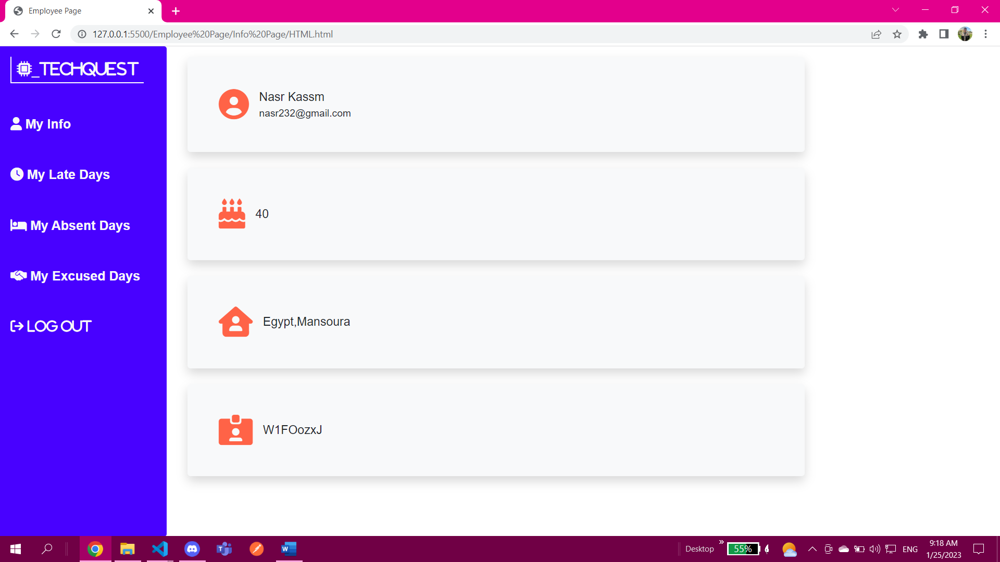 Employee Page
127.0.0.1:5500/Employee%20Page/Info%20Page/HTML.html
_TECHQUEST
My Info
My Late Days
My Absent Days
My Excused Days
LOG OUT
Nasr Kassm
nasr232@gmail.com
40
Egypt,Mansoura
W1FOozxJ
Desktop
55%
ENG
9:18 AM
1/25/2023